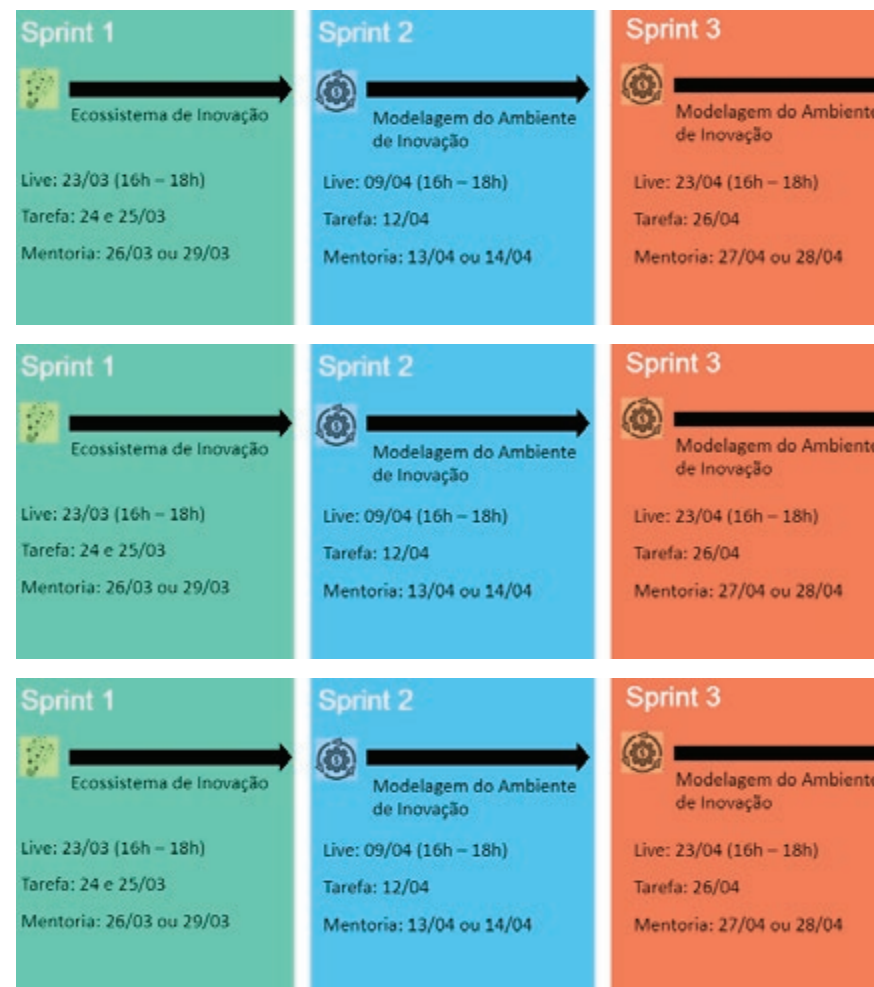 Sprint 1
Ecossistema de Inovação
Live: 23/03 (16h – 18h)
Tarefa: 24 e 25/03
Mentoria: 26/03 ou 29/03
Sprint 2
Modelagem do Ambiente
de Inovação
Live: 09/04 (16h – 18h)
Tarefa: 12/04
Mentoria: 13/04 ou 14/04
Sprint 3
Modelagem do Ambiente
de Inovação
Live: 23/04 (16h – 18h)
Tarefa: 26/04
Mentoria: 27/04 ou 28/04
Sprint 1
Ecossistema de Inovação
Live: 23/03 (16h – 18h)
Tarefa: 24 e 25/03
Mentoria: 26/03 ou 29/03
Sprint 2
Modelagem do Ambiente
de Inovação
Live: 09/04 (16h – 18h)
Tarefa: 12/04
Mentoria: 13/04 ou 14/04
Sprint 3
Modelagem do Ambiente
de Inovação
Live: 23/04 (16h – 18h)
Tarefa: 26/04
Mentoria: 27/04 ou 28/04
Sprint 1
Ecossistema de Inovação
Live: 23/03 (16h – 18h)
Tarefa: 24 e 25/03
Mentoria: 26/03 ou 29/03
Sprint 2
Modelagem do Ambiente
de Inovação
Live: 09/04 (16h – 18h)
Tarefa: 12/04
Mentoria: 13/04 ou 14/04
Sprint 3
Modelagem do Ambiente
de Inovação
Live: 23/04 (16h – 18h)
Tarefa: 26/04
Mentoria: 27/04 ou 28/04